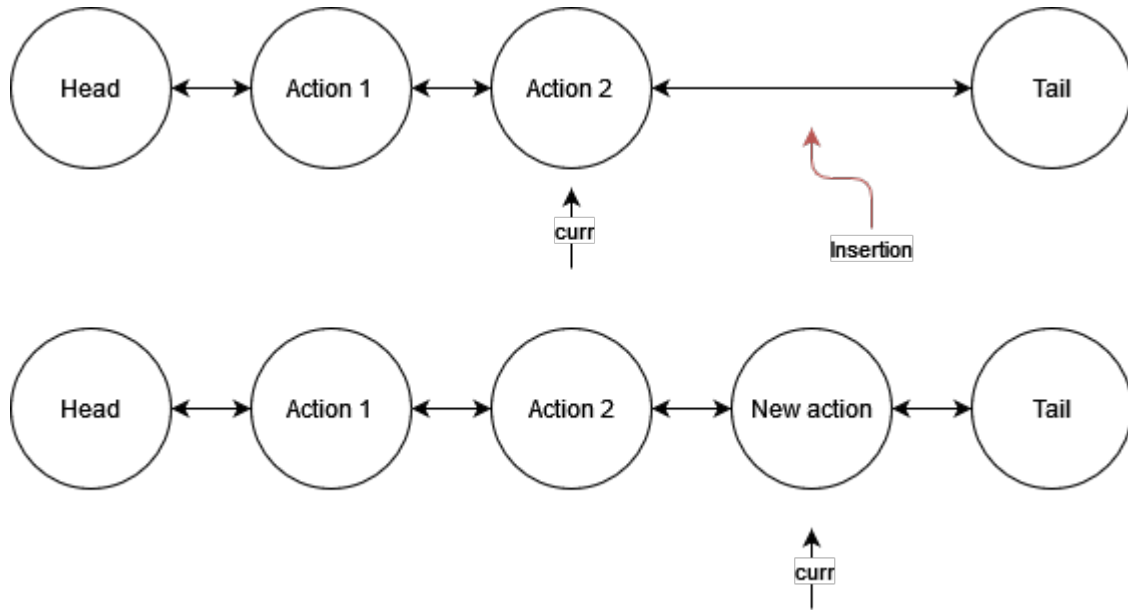 Head
Action 1
Action 2
Tail
curr
Insertion
Head
Action 1
Action 2
New action
Tail
curr